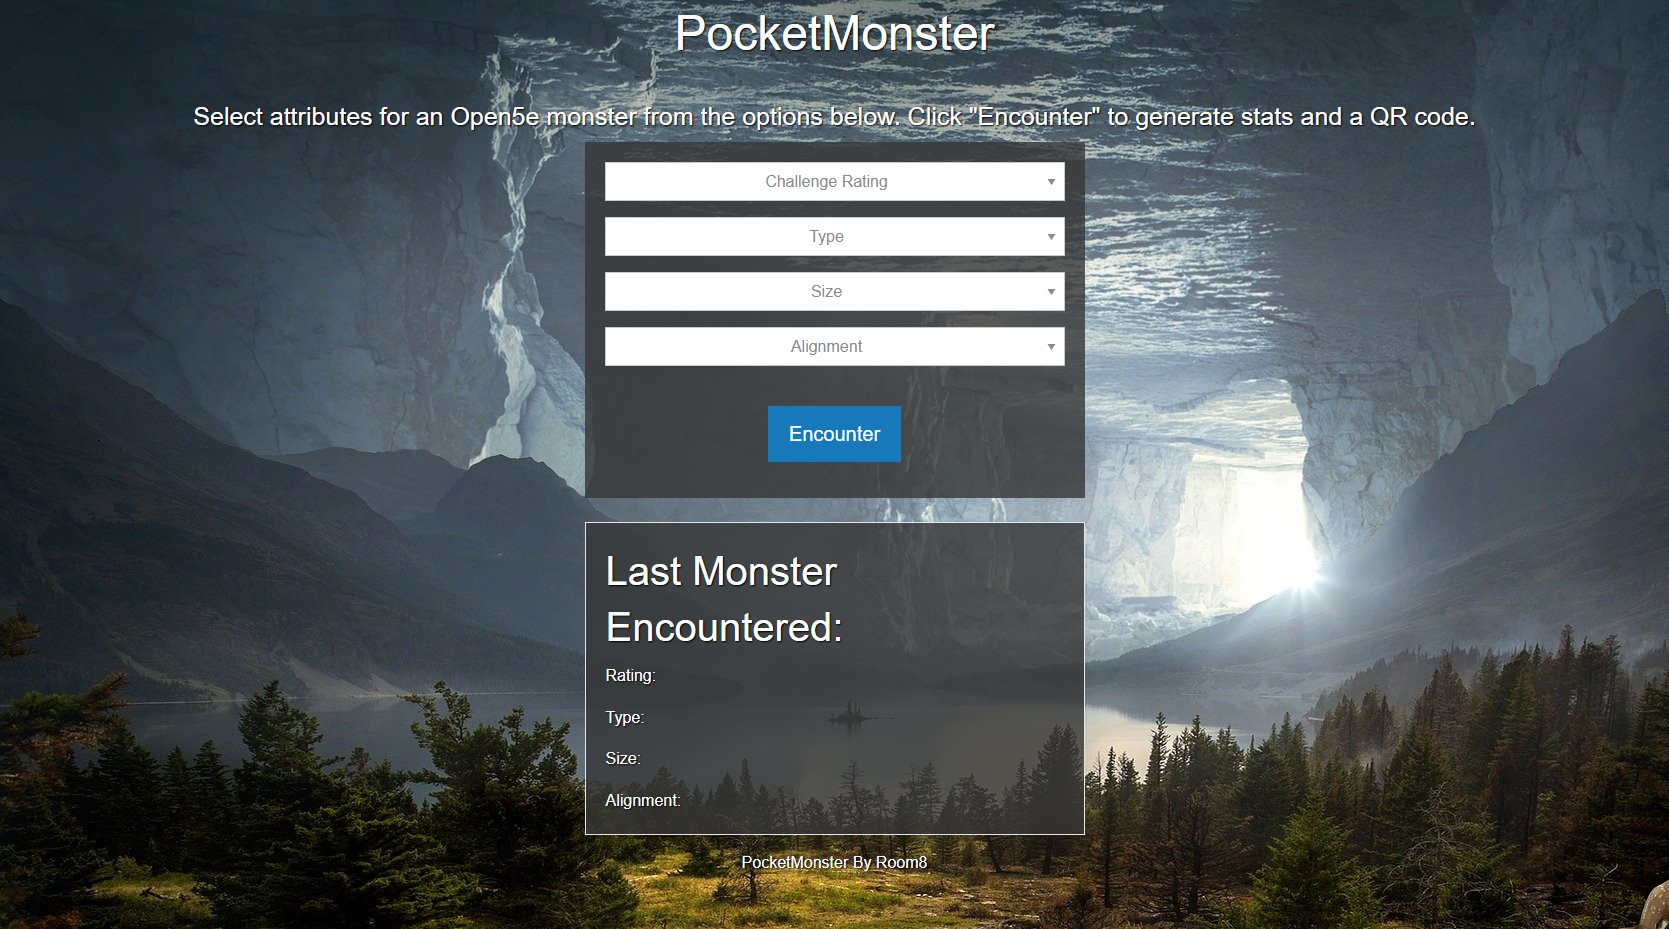 PocketMonster
Select attributes for an Open5e monster from the options below. Click "Encounter" to generate stats and a QR code.
Challenge Rating
Type
Size
Alignment
Encounter
Last Monster
Encountered:
Rating:
Type:
Size:
Alignment:
PocketMonster By Room8